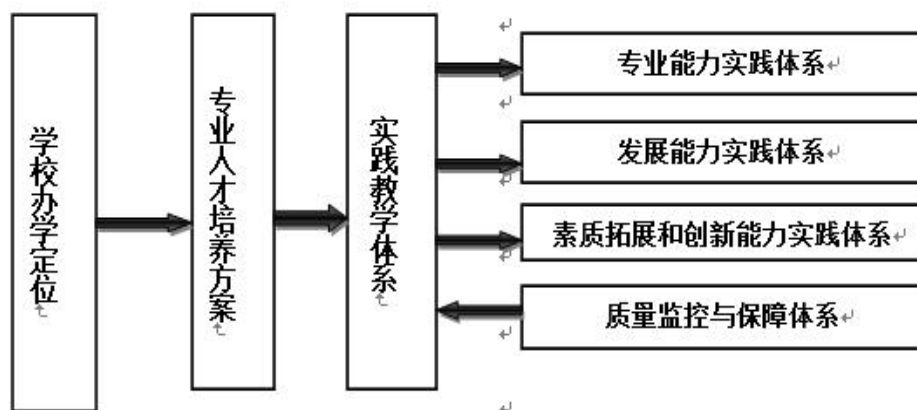 学校办学定位
专业人才培养方案
实践教学体系
专业能力实践体系
发展能力实践体系
素质拓展和创新能力实践体系
质量监控与保障体系